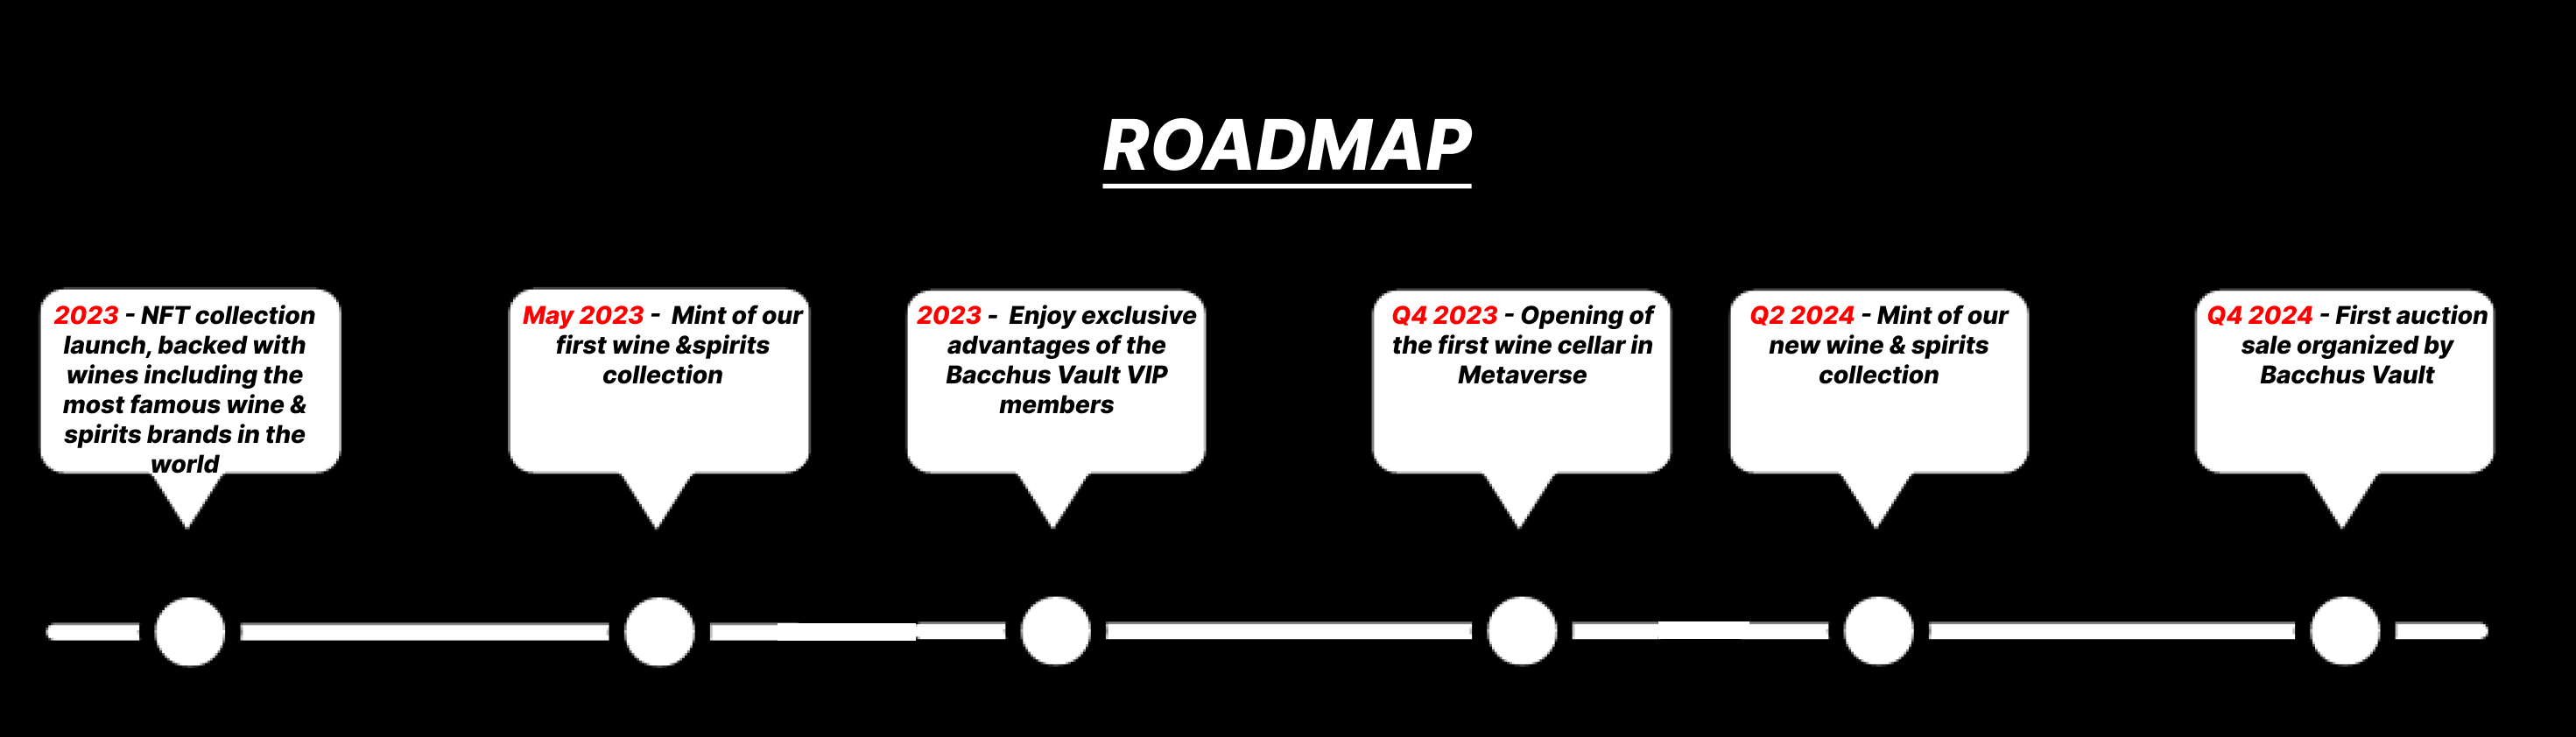 ROADMAP
2023 - NFT collection
launch, backed with
wines including the
most famous wine &
spirits brands in the
world
May 2023 - Mint of our
first wine &spirits
collection
2023 - Enjoy exclusive
advantages of the
Bacchus Vault VIP
members
Q4 2023 - Opening of
the first wine cellar in
Metaverse
Q2 2024 - Mint of our
new wine & spirits
collection
Q4 2024 - First auction
sale organized by
Bacchus Vault